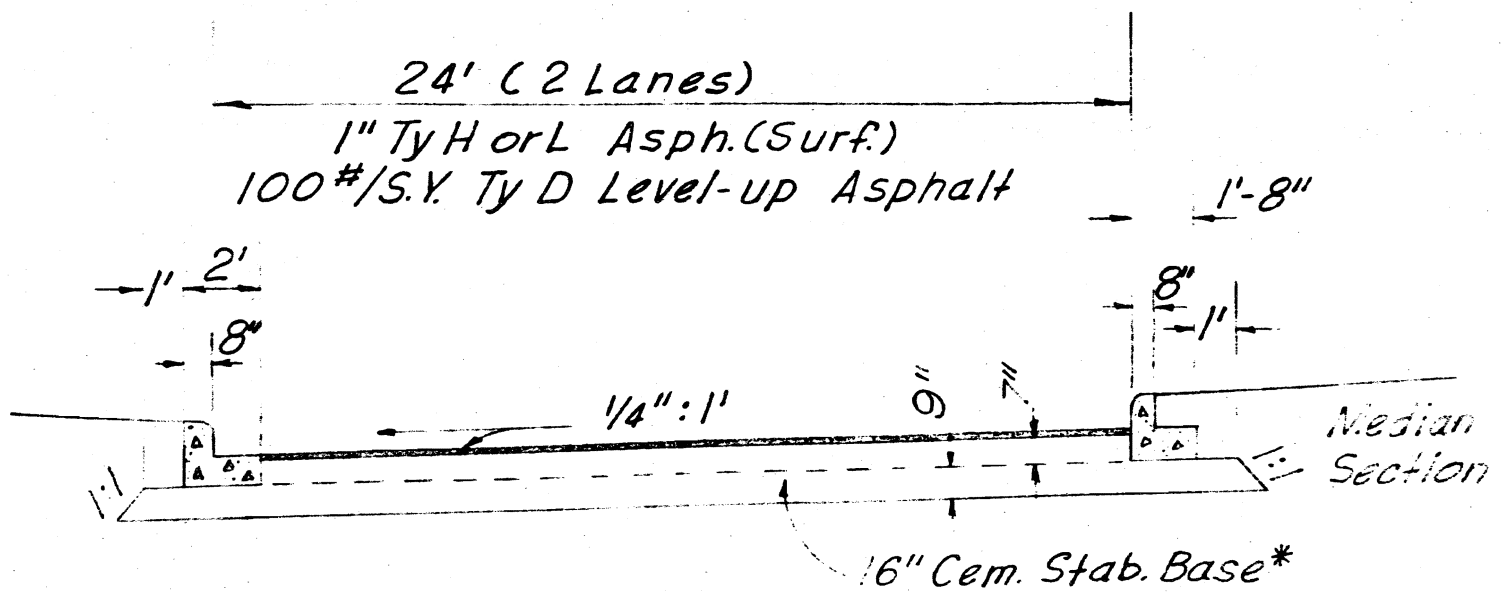 24' (2 Lanes)
1" Ty H or L Asph. (Surf.)
100#/S.Y. Ty D Level-up Asphalt
1'-8"
1' 2'
8"
8"
1'
1/4" : 1'
9" 7"
Median
Section
1:1
1:1
16" Cem. Stab. Base*